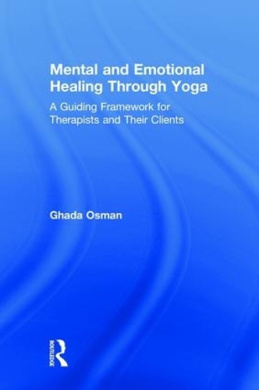 Mental and Emotional
Healing Through Yoga
A Guiding Framework for
Therapists and Their Clients
Ghada Osman
ROUTLEDGE